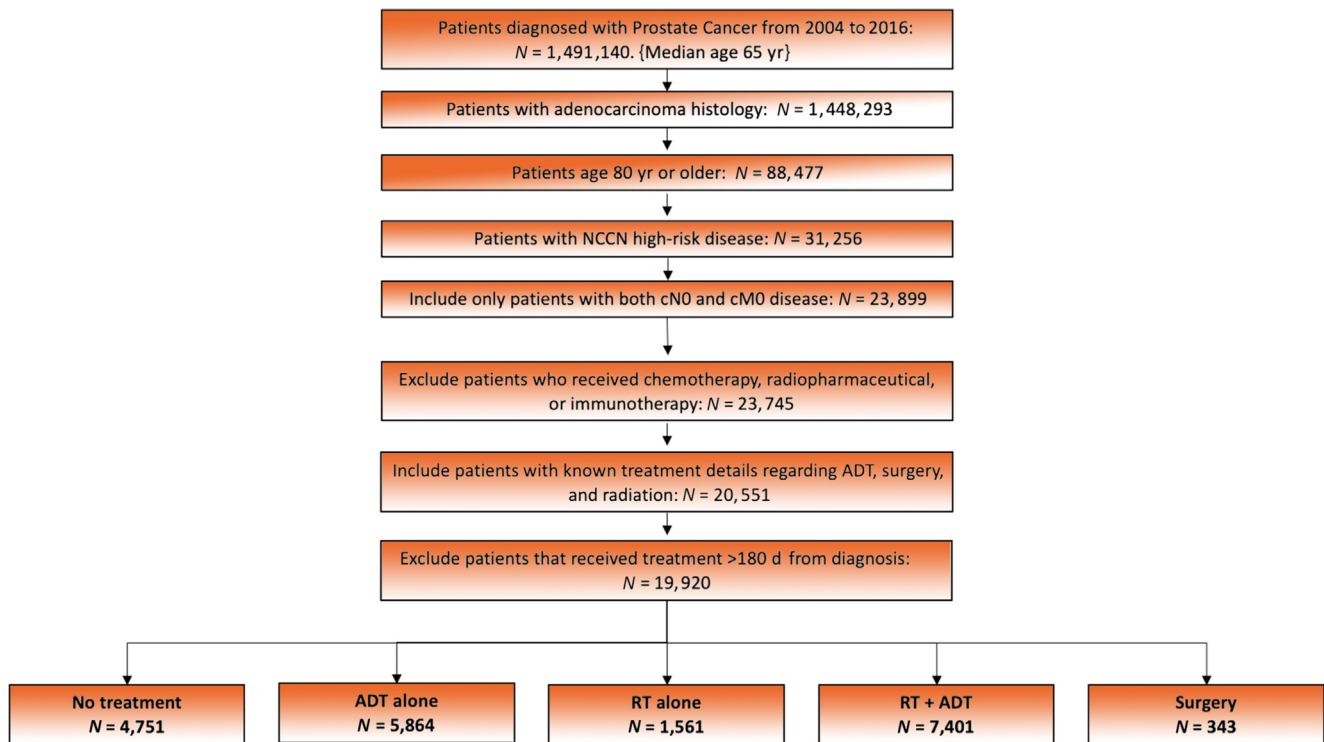 Patients diagnosed with Prostate Cancer from 2004 to 2016:
N = 1,491,140. {Median age 65 yr}
Patients with adenocarcinoma histology: N = 1,448,293
Patients age 80 yr or older: N = 88,477
Patients with NCCN high-risk disease: N = 31,256
Include only patients with both cN0 and cM0 disease: N = 23,899
Exclude patients who received chemotherapy, radiopharmaceutical,
or immunotherapy: N = 23,745
Include patients with known treatment details regarding ADT, surgery,
and radiation: N = 20,551
Exclude patients that received treatment >180 d from diagnosis:
N = 19,920
No treatment
N = 4,751
ADT alone
N = 5,864
RT alone
N = 1,561
RT + ADT
N = 7,401
Surgery
N = 343